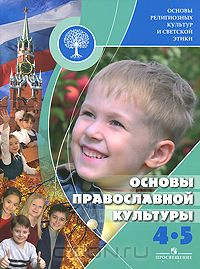 ОСНОВЫ
РЕЛИГИОЗНЫХ
КУЛЬТУР
И СВЕТСКОЙ
ЭТИКИ
ОСНОВЫ
ПРАВОСЛАВНОЙ
КУЛЬТУРЫ
4•5
ПРОСВЕЩЕНИЕ